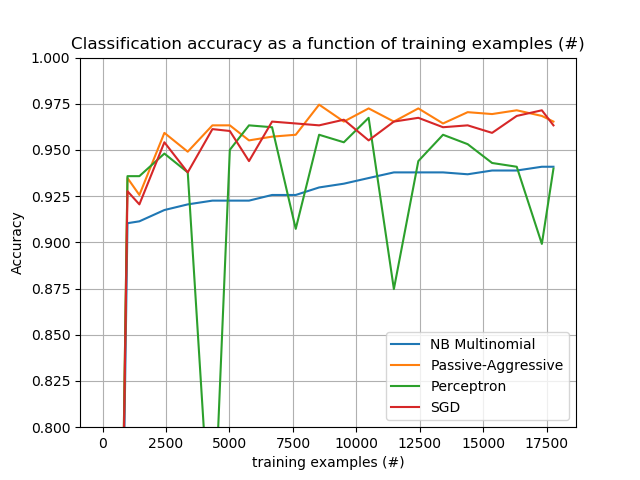 Classification accuracy as a function of training examples (#)
1.000
0.975
0.950
0.925
0.900
0.875
0.850
0.825
0.800
Accuracy
NB Multinomial
Passive-Aggressive
Perceptron
SGD
0 2500 5000 7500 10000 12500 15000 17500
training examples (#)